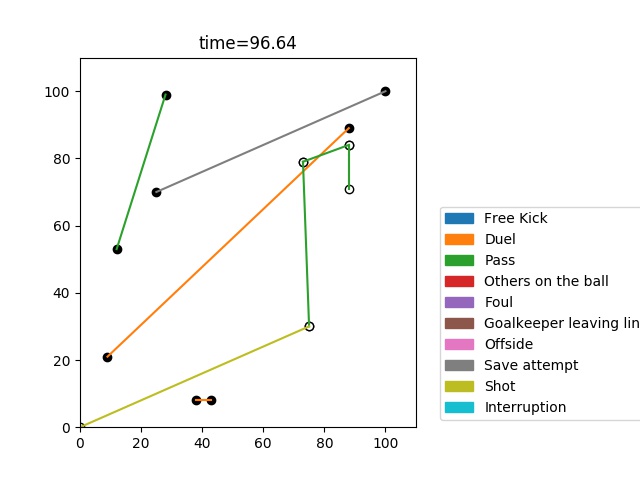 time=96.64
100
80
60
40
20
0
0 20 40 60 80 100
Free Kick
Duel
Pass
Others on the ball
Foul
Goalkeeper leaving lin
Offside
Save attempt
Shot
Interruption